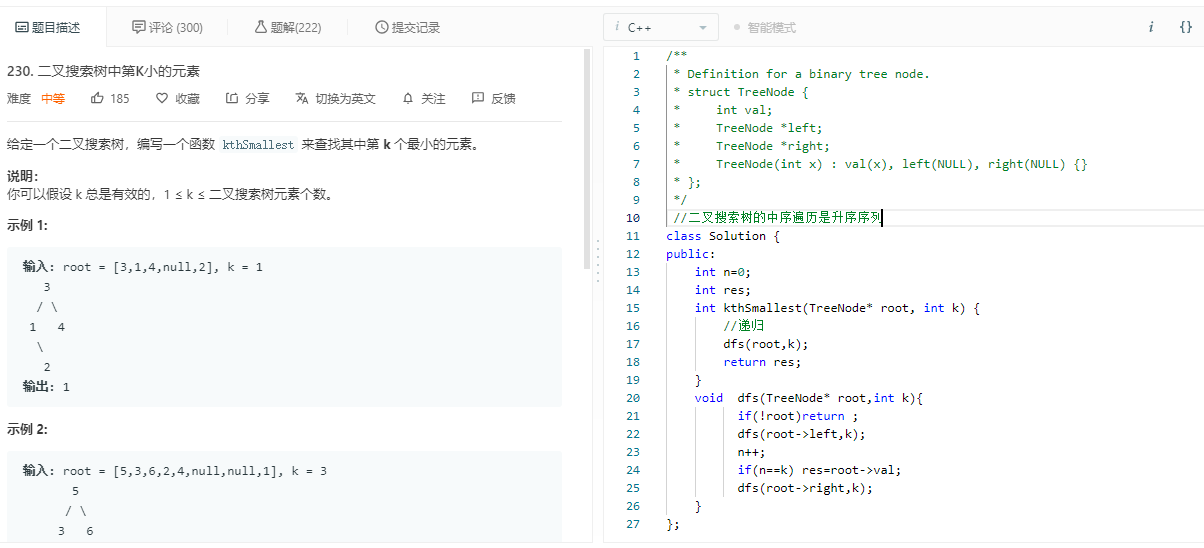 题目描述 评论 (300) 题解(222) 提交记录
230. 二叉搜索树中第K小的元素
难度 中等 185 收藏 分享 切换为英文 关注 反馈
给定一个二叉搜索树，编写一个函数 kthSmallest 来查找其中第 k 个最小的元素。
说明：
你可以假设 k 总是有效的，1 ≤ k ≤ 二叉搜索树元素个数。
示例 1:
输入: root = [3,1,4,null,2], k = 1
3
/ \
1 4
\
2
输出: 1
示例 2:
输入: root = [5,3,6,2,4,null,null,1], k = 3
5
/ \
3 6
i C++ 智能模式 i {}
1 /**
2 * Definition for a binary tree node.
3 * struct TreeNode {
4 *     int val;
5 *     TreeNode *left;
6 *     TreeNode *right;
7 *     TreeNode(int x) : val(x), left(NULL), right(NULL) {}
8 * };
9 */
10 //二叉搜索树的中序遍历是升序序列
11 class Solution {
12 public:
13     int n=0;
14     int res;
15     int kthSmallest(TreeNode* root, int k) {
16         //递归
17         dfs(root,k);
18         return res;
19     }
20     void  dfs(TreeNode* root,int k){
21           if(!root)return ;
22           dfs(root->left,k);
23           n++;
24           if(n==k) res=root->val;
25           dfs(root->right,k);
26     }
27 };